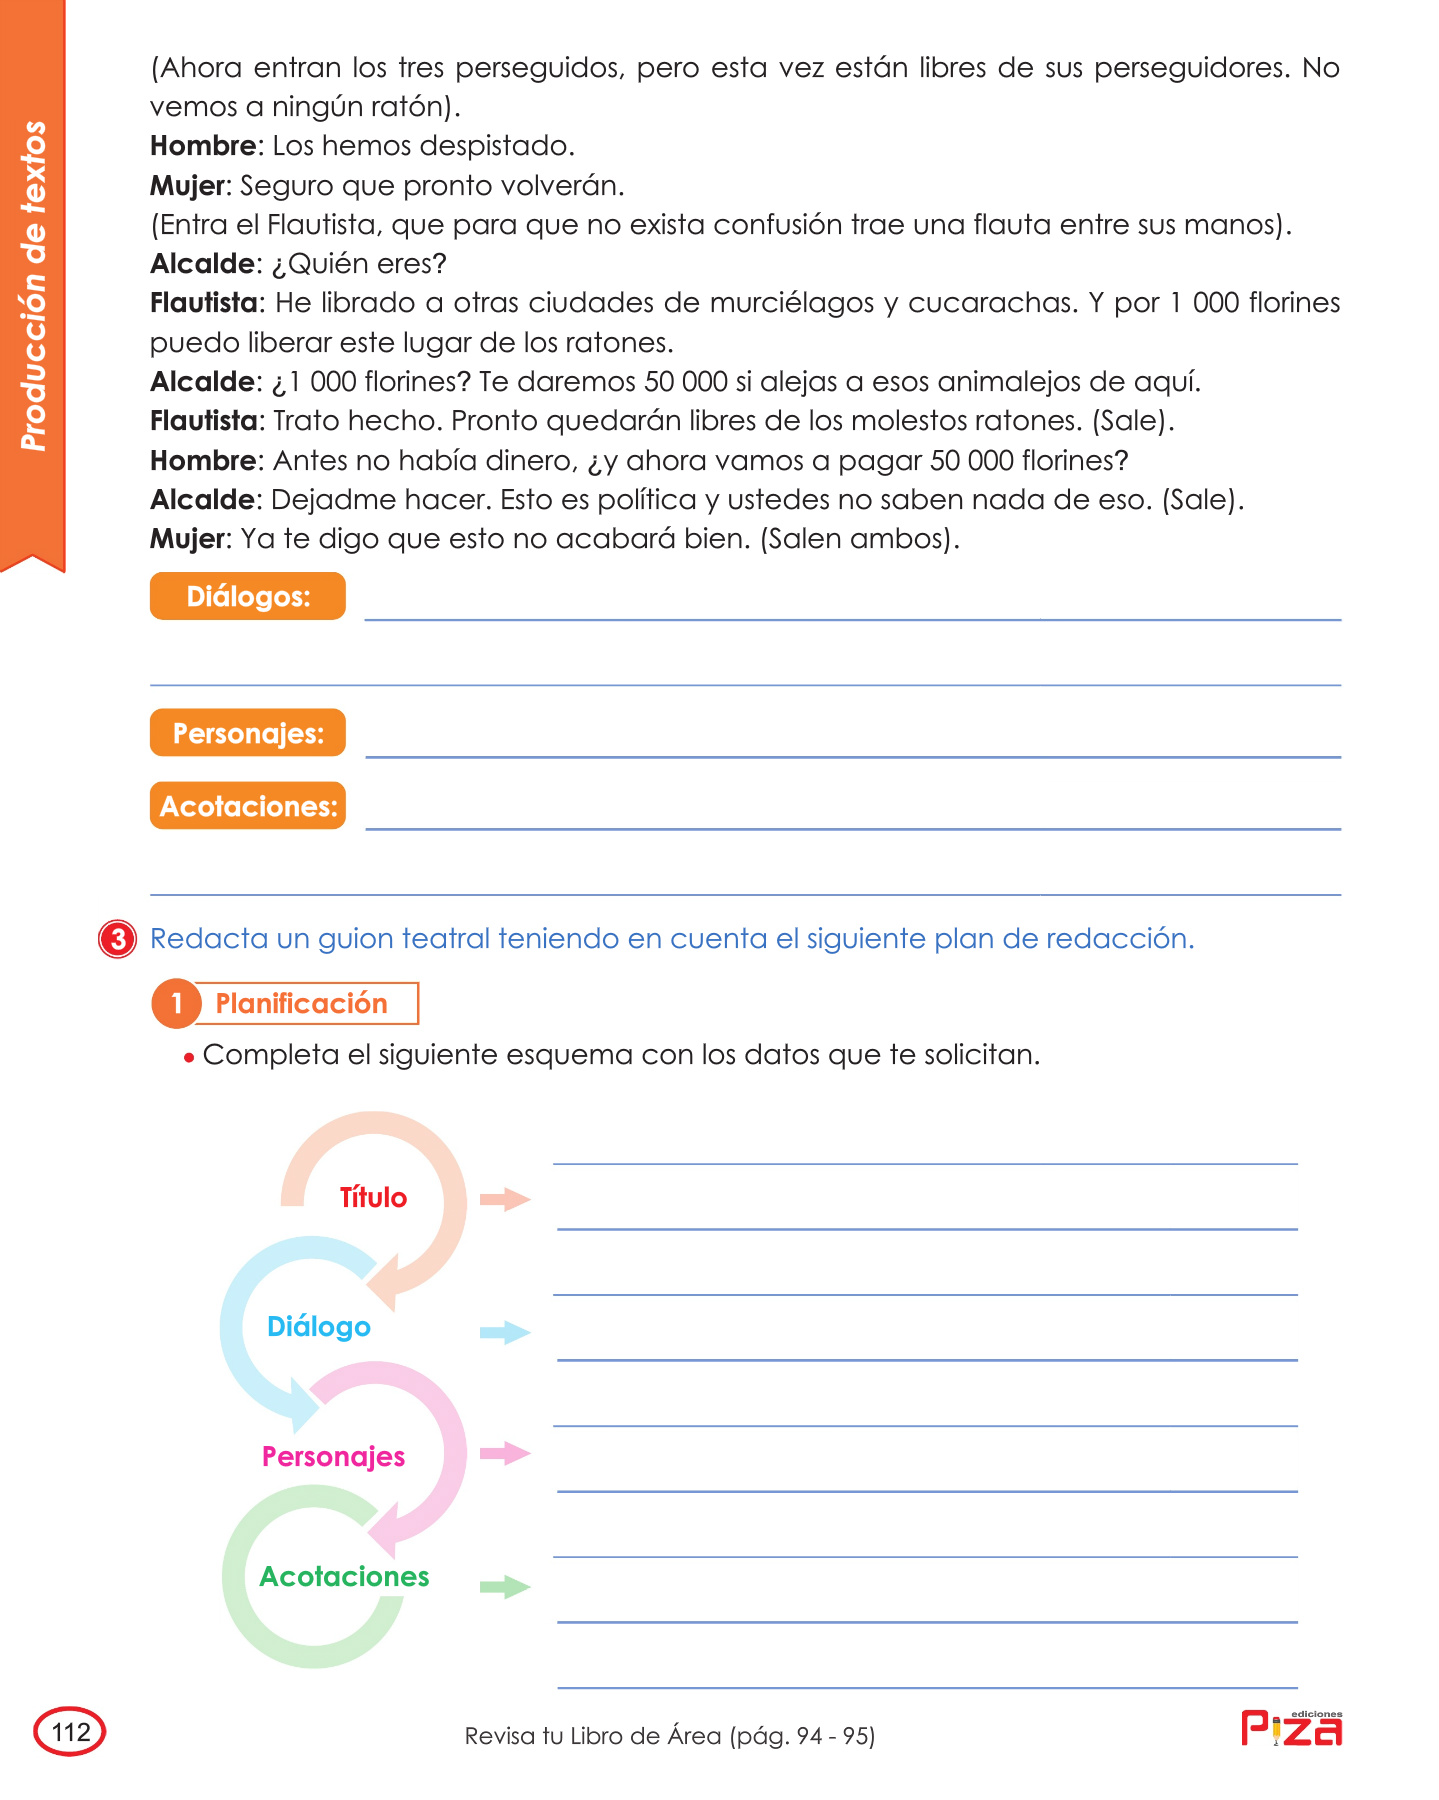 Producción de textos
(Ahora entran los tres perseguidos, pero esta vez están libres de sus perseguidores. No
vemos a ningún ratón).
Hombre: Los hemos despistado.
Mujer: Seguro que pronto volverán.
(Entra el Flautista, que para que no exista confusión trae una flauta entre sus manos).
Alcalde: ¿Quién eres?
Flautista: He librado a otras ciudades de murciélagos y cucarachas. Y por 1 000 florines
puedo liberar este lugar de los ratones.
Alcalde: ¿1 000 florines? Te daremos 50 000 si alejas a esos animalejos de aquí.
Flautista: Trato hecho. Pronto quedarán libres de los molestos ratones. (Sale).
Hombre: Antes no había dinero, ¿y ahora vamos a pagar 50 000 florines?
Alcalde: Dejadme hacer. Esto es política y ustedes no saben nada de eso. (Sale).
Mujer: Ya te digo que esto no acabará bien. (Salen ambos).
Diálogos:
Personajes:
Acotaciones:
3 Redacta un guion teatral teniendo en cuenta el siguiente plan de redacción.
1 Planificación
• Completa el siguiente esquema con los datos que te solicitan.
Título
Diálogo
Personajes
Acotaciones
112
Revisa tu Libro de Área (pág. 94 - 95)
ediciones
Piza